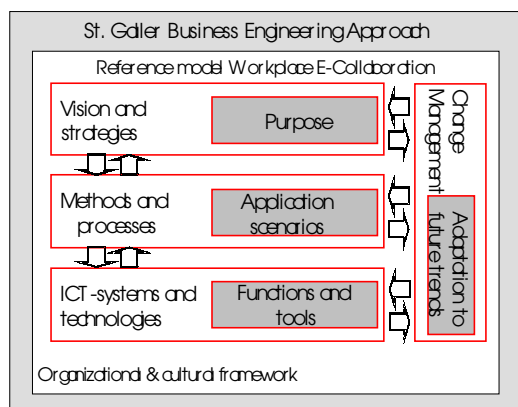 St. Galler Business Engineering Approach
Reference model Workplace E-Collaboration
Vision and
strategies
Purpose
Methods and
processes
Application
scenarios
ICT-systems and
technologies
Functions and
tools
Change
Management
Adaptation to
future trends
Organizational & cultural framework